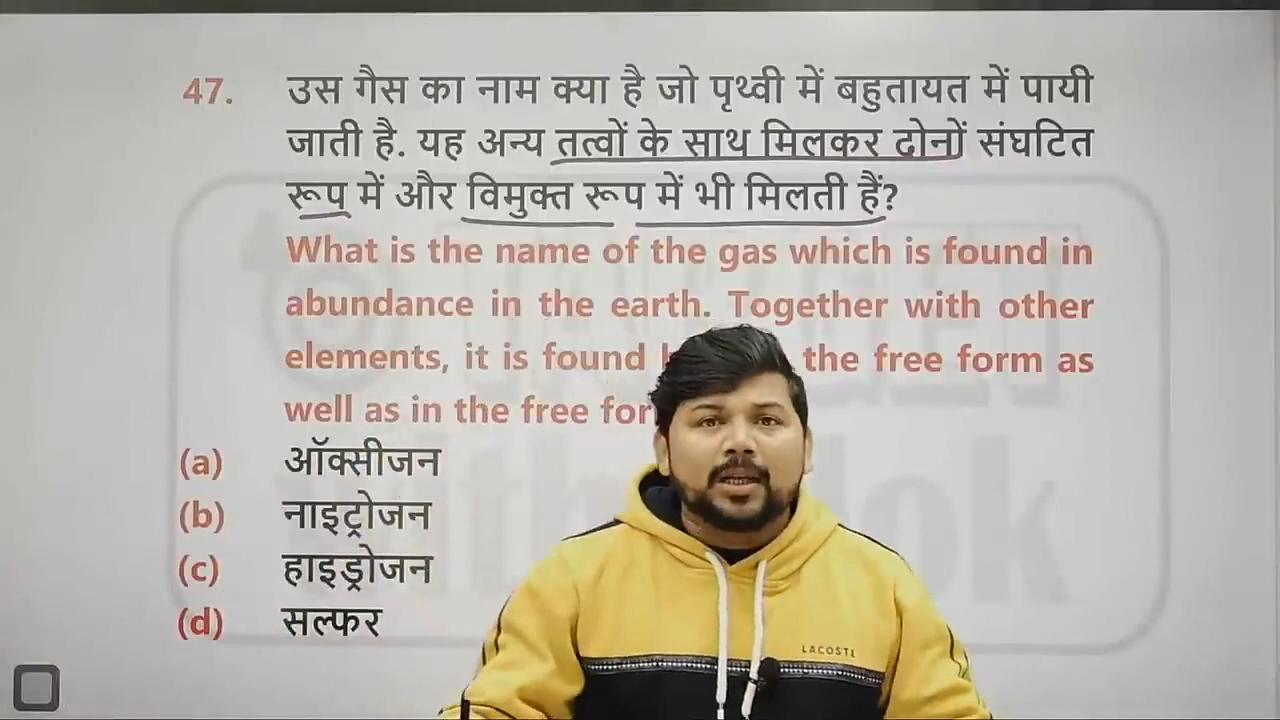 47. उस गैस का नाम क्या है जो पृथ्वी में बहुतायत में पायी
जाती है. यह अन्य तत्वों के साथ मिलकर दोनों संघटित
रूप में और विमुक्त रूप में भी मिलती हैं?
What is the name of the gas which is found in
abundance in the earth. Together with other
elements, it is found the free form as
well as in the free
(a) ऑक्सीजन
(b) नाइट्रोजन
(c) हाइड्रोजन
(d) सल्फर
LACOSTE